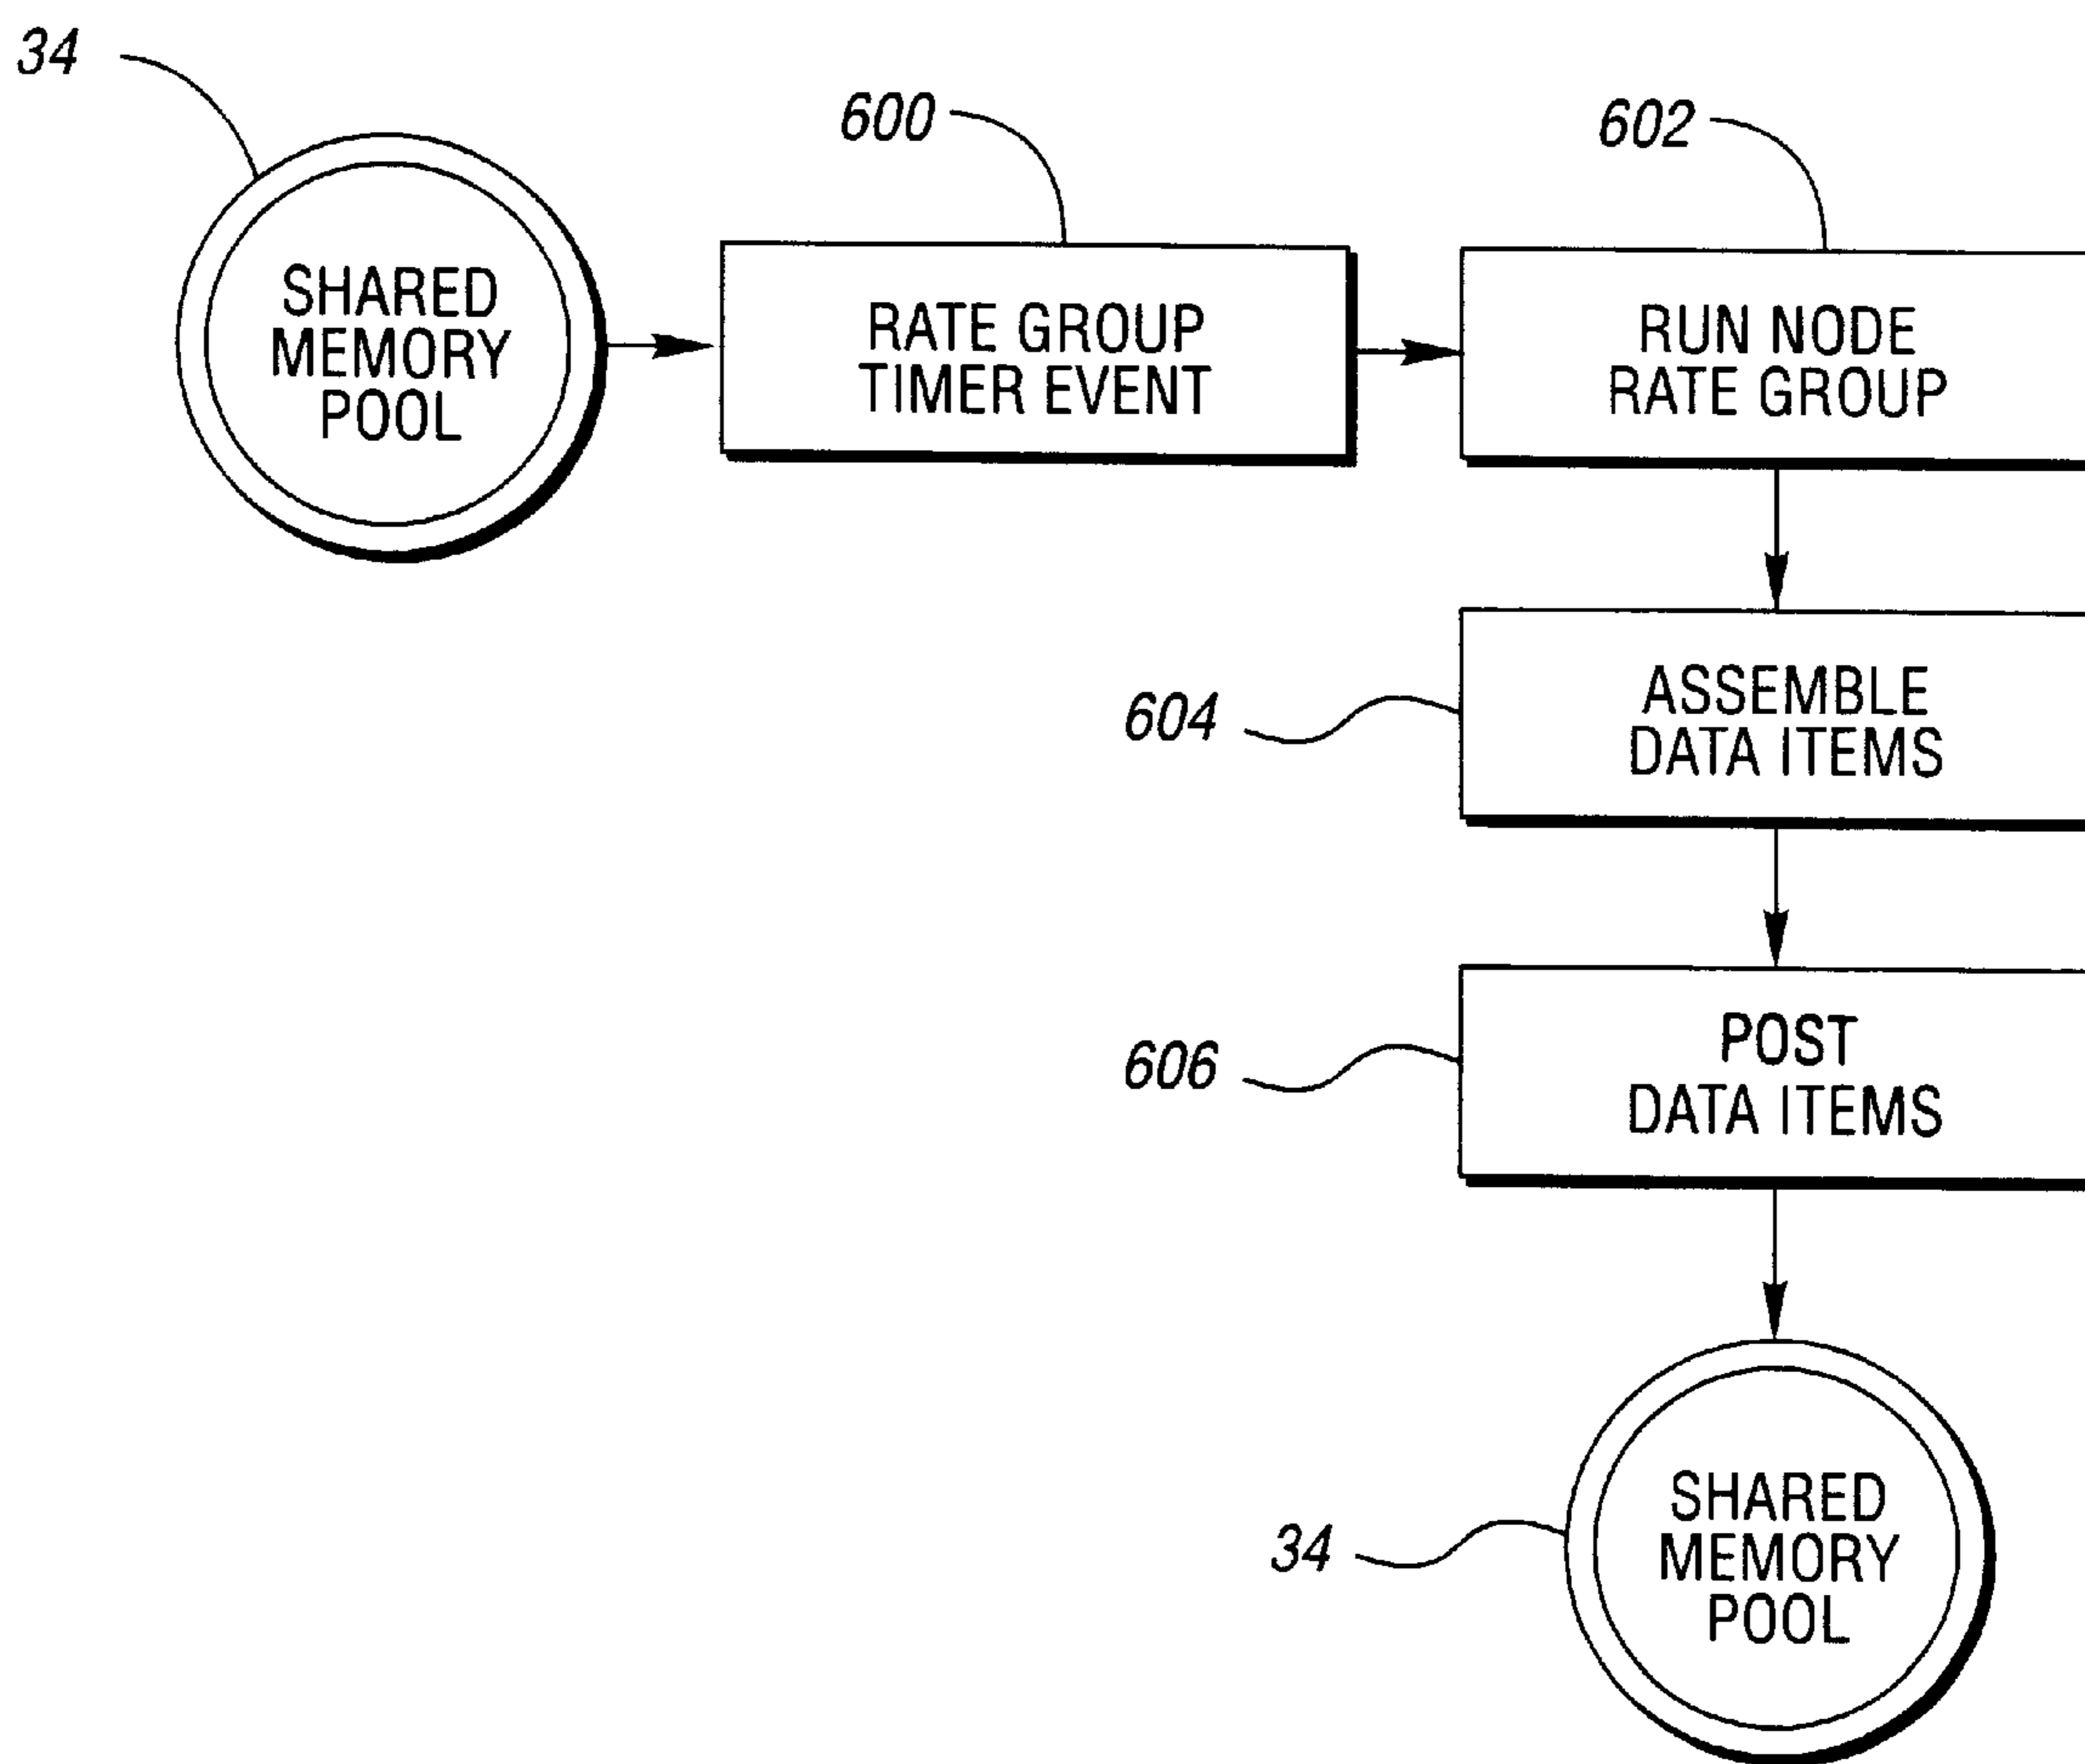 34
600
602
SHARED
MEMORY
POOL
RATE GROUP
TIMER EVENT
RUN NODE
RATE GROUP
604
ASSEMBLE
DATA ITEMS
606
POST
DATA ITEMS
34
SHARED
MEMORY
POOL